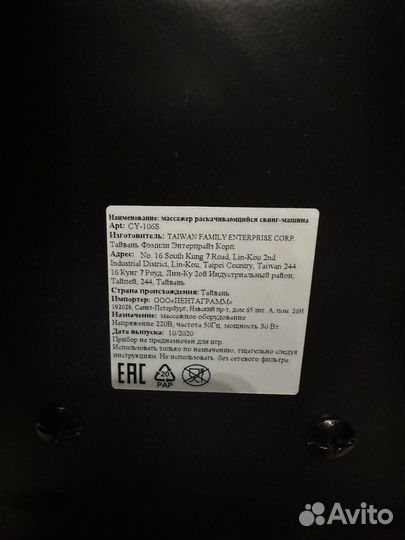 Наименование: массажер раскачивающийся свинг-машина
Арт: CY-106S
Изготовитель: TAIWAN FAMILY ENTERPRISE CORP.
Тайвань Фэмили Энтерпрайз Корп.
Адрес: No. 16 South Kung 7 Road, Lin-Kou 2nd
Industrial District, Lin-Kou, Taipei Country, Taiwan 244
16 Кунг 7 Роуд, Лин-Ку 2ой Индустриальный район,
Тайпей, 244, Тайвань
Страна происхождения: Тайвань
Импортер: ООО«ПЕНТАГРАММ»
192029, Санкт-Петербург, Невский пр-т, дом 65 лит. А, пом. 26Н
Назначение: массажное оборудование
Напряжение 220В, частота 50Гц, мощность 30 Вт
Дата выпуска: 10/2020
Прибор не предназначен для игр.
Использовать только по назначению, тщательно следуя
инструкциям. Не использовать без сетевого фильтра.
EAC
20
PAP
Avito